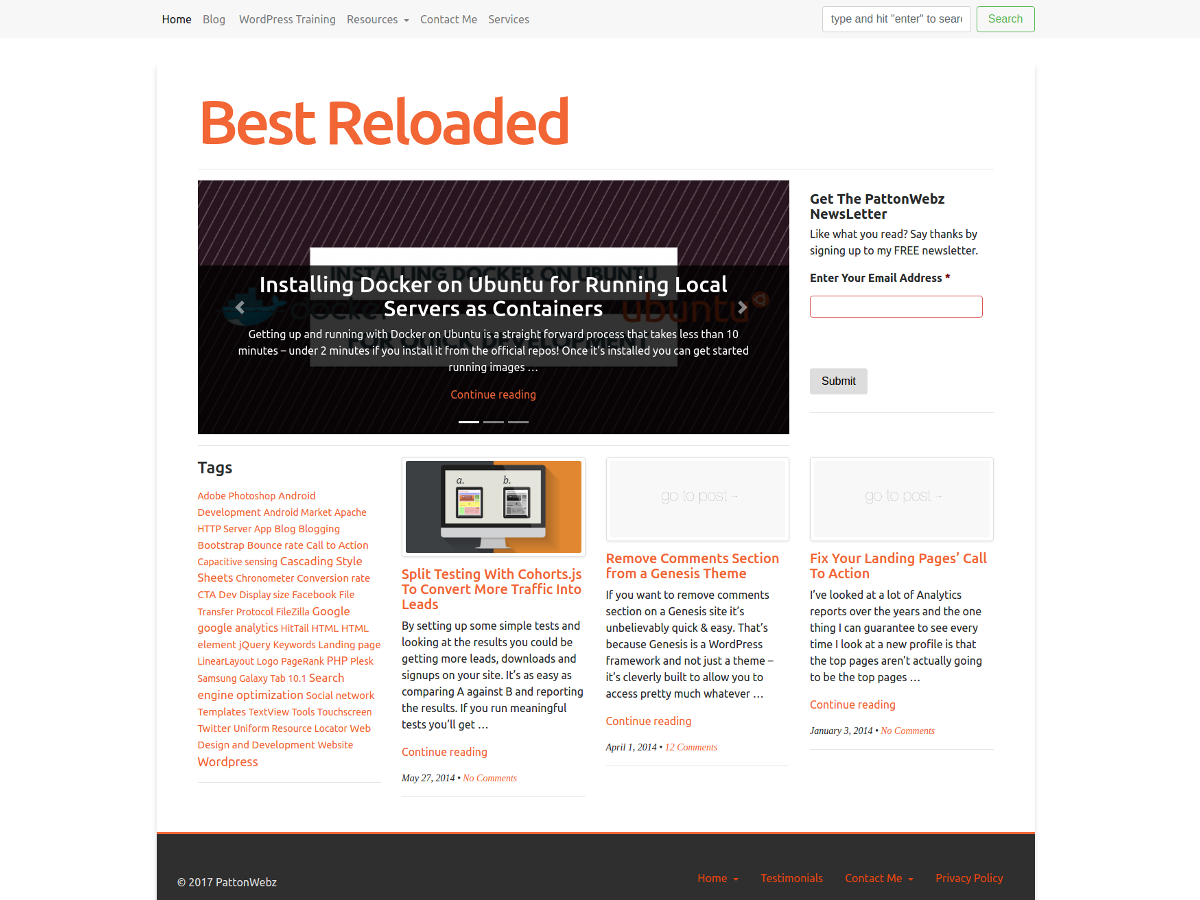 Home Blog WordPress Training Resources Contact Me Services
type and hit "enter" to sear
Search
Best Reloaded
INSTALLING DOCKER ON UBUNTU
Installing Docker on Ubuntu for Running Local
Servers as Containers
docker
ubuntu
FOR QUICK DEVELOPMENT
Getting up and running with Docker on Ubuntu is a straight forward process that takes less than 10
minutes – under 2 minutes if you install it from the official repos! Once it's installed you can get started
running images …
Continue reading
Get The PattonWebz
NewsLetter
Like what you read? Say thanks by
signing up to my FREE newsletter.
Enter Your Email Address *
Submit
Tags
Adobe Photoshop Android
Development Android Market Apache
HTTP Server App Blog Blogging
Bootstrap Bounce rate Call to Action
Capacitive sensing Cascading Style
Sheets Chronometer Conversion rate
CTA Dev Display size Facebook File
Transfer Protocol FileZilla Google
google analytics HitTail HTML HTML
element jQuery Keywords Landing page
LinearLayout Logo PageRank PHP Plesk
Samsung Galaxy Tab 10.1 Search
engine optimization Social network
Templates TextView Tools Touchscreen
Twitter Uniform Resource Locator Web
Design and Development Website
Wordpress
a. b.
Split Testing With Cohorts.js
To Convert More Traffic Into
Leads
By setting up some simple tests and
looking at the results you could be
getting more leads, downloads and
signups on your site. It's as easy as
comparing A against B and reporting
the results. If you run meaningful
tests you'll get …
Continue reading
May 27, 2014 • No Comments
go to post→
Remove Comments Section
from a Genesis Theme
If you want to remove comments
section on a Genesis site it's
unbelievably quick & easy. That's
because Genesis is a WordPress
framework and not just a theme –
it's cleverly built to allow you to
access pretty much whatever …
Continue reading
April 1, 2014 • 12 Comments
go to post→
Fix Your Landing Pages' Call
To Action
I've looked at a lot of Analytics
reports over the years and the one
thing I can guarantee to see every
time I look at a new profile is that
the top pages aren't actually going
to be the top pages …
Continue reading
January 3, 2014 • No Comments
© 2017 PattonWebz
Home Testimonials Contact Me Privacy Policy